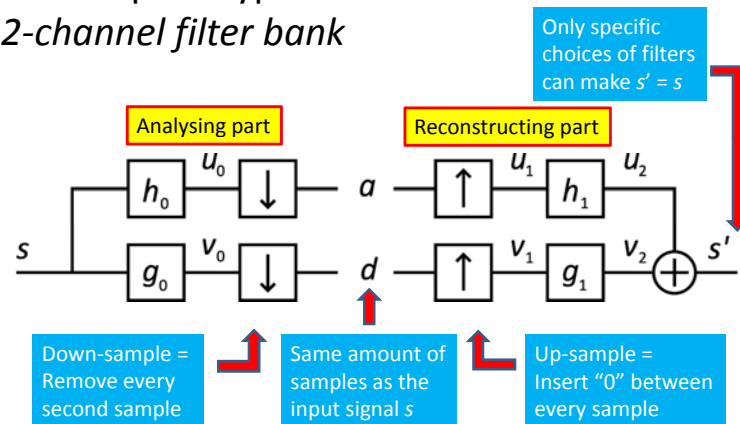 2-channel filter bank
Only specific
choices of filters
can make s' = s
Analysing part
Reconstructing part
s
h₀
u₀
↓
a
↑
u₁
h₁
u₂
g₀
v₀
↓
d
↑
v₁
g₁
v₂
+
s'
Down-sample =
Remove every
second sample
Same amount of
samples as the
input signal s
Up-sample =
Insert “0” between
every sample